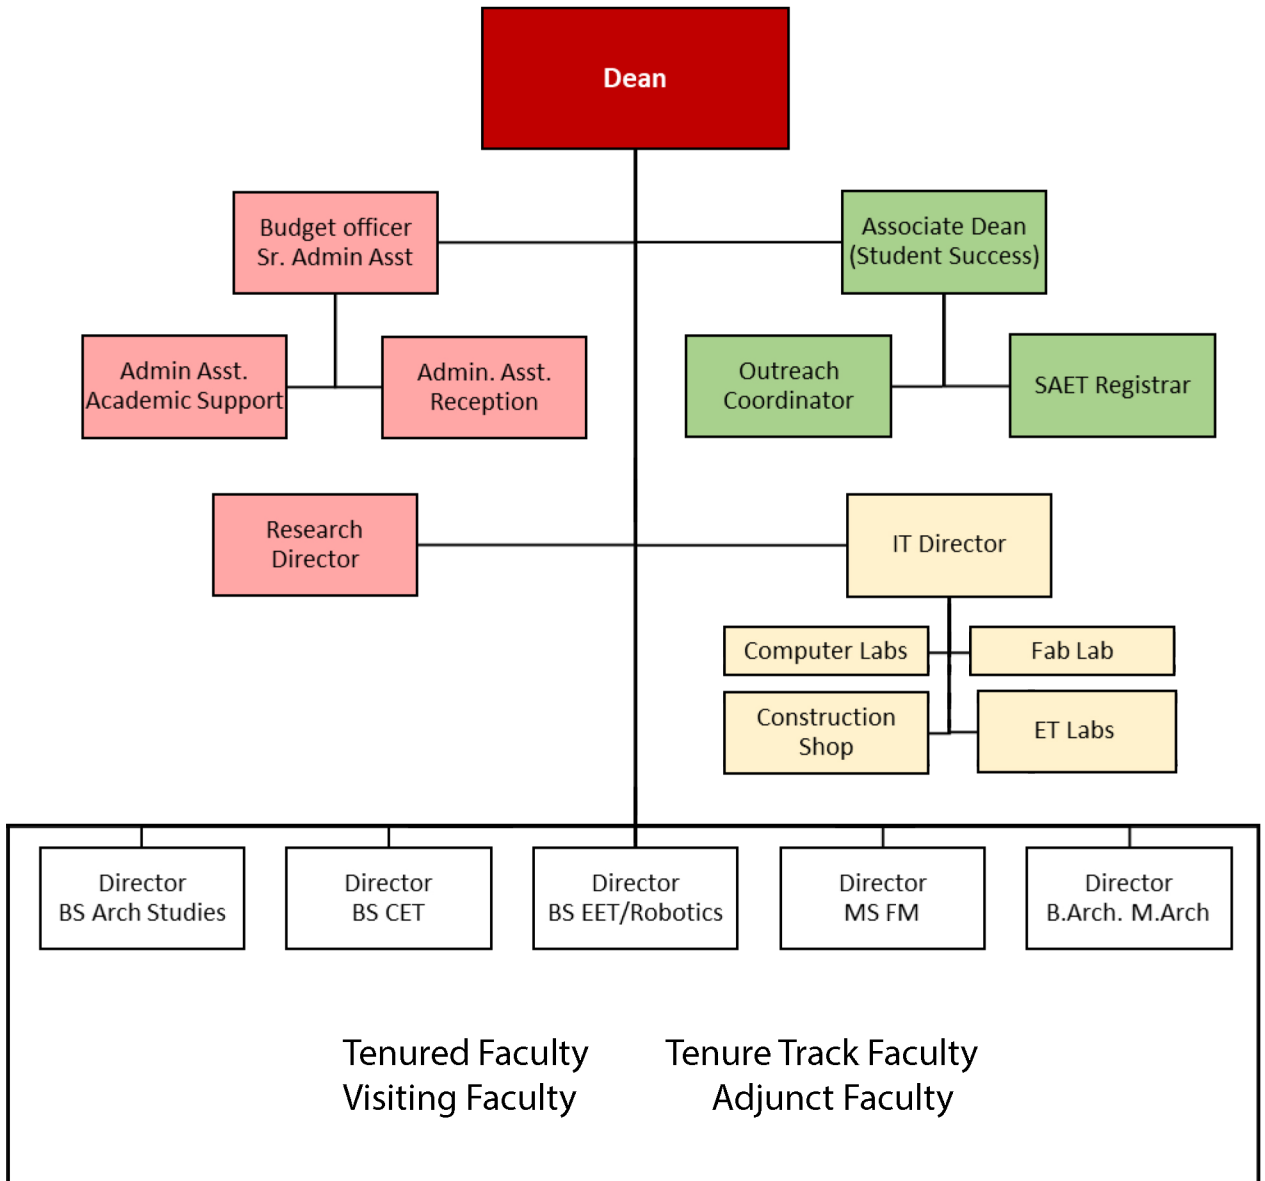 Dean
Budget officer
Sr. Admin Asst
Associate Dean
(Student Success)
Admin Asst.
Academic Support
Admin. Asst.
Reception
Outreach
Coordinator
SAET Registrar
Research
Director
IT Director
Computer Labs
Fab Lab
Construction
Shop
ET Labs
Director
BS Arch Studies
Director
BS CET
Director
BS EET/Robotics
Director
MS FM
Director
B.Arch. M.Arch
Tenured Faculty
Tenure Track Faculty
Visiting Faculty
Adjunct Faculty